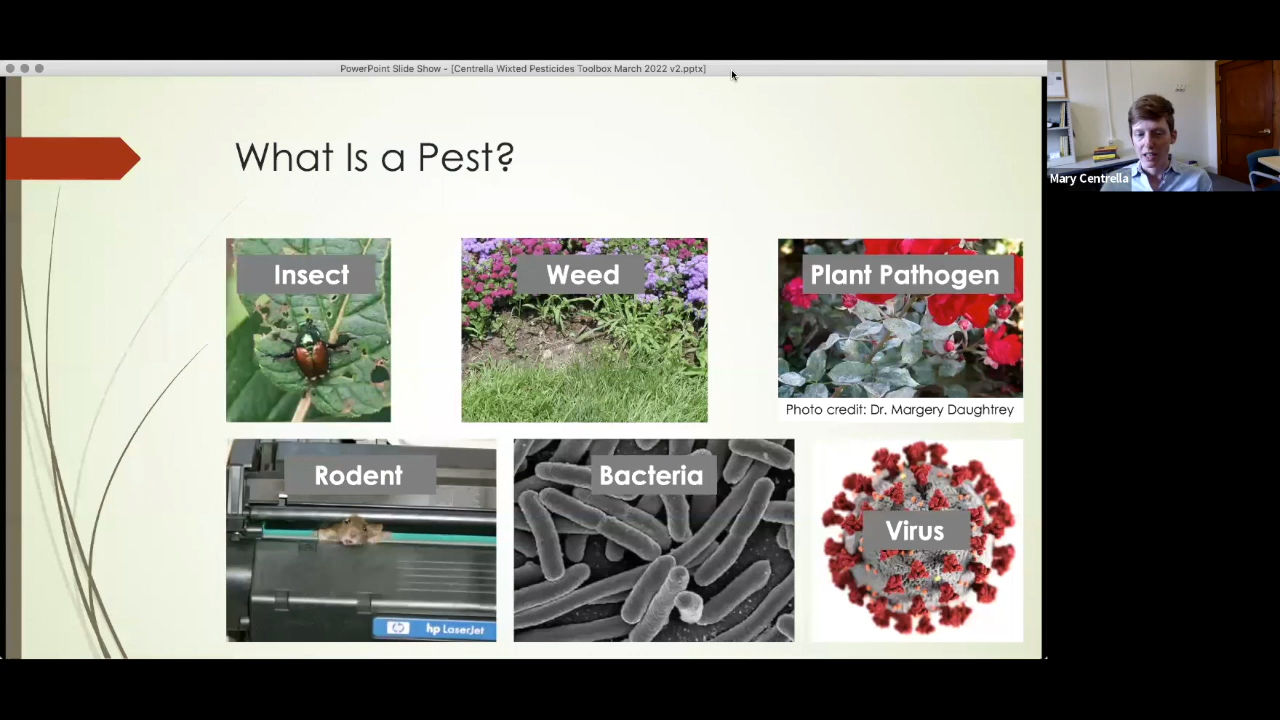 PowerPoint Slide Show - [Centrella Wixted Pesticides Toolbox March 2022 v2.pptx]
What Is a Pest?
Mary Centrella
Insect
Weed
Plant Pathogen
Photo credit: Dr. Margery Daughtrey
Rodent
Bacteria
Virus
hp LaserJet